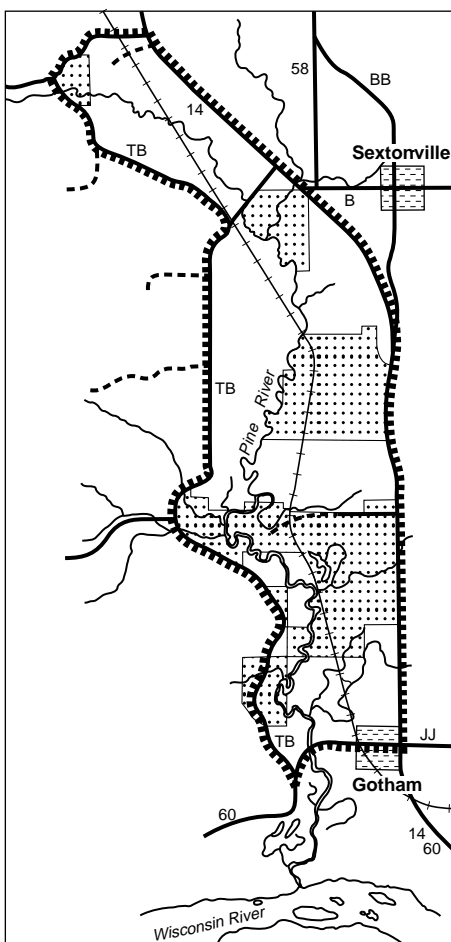 58
BB
14
Sextonville
TB
B
TB
Pine River
TB
JJ
Gotham
60
14
60
Wisconsin River